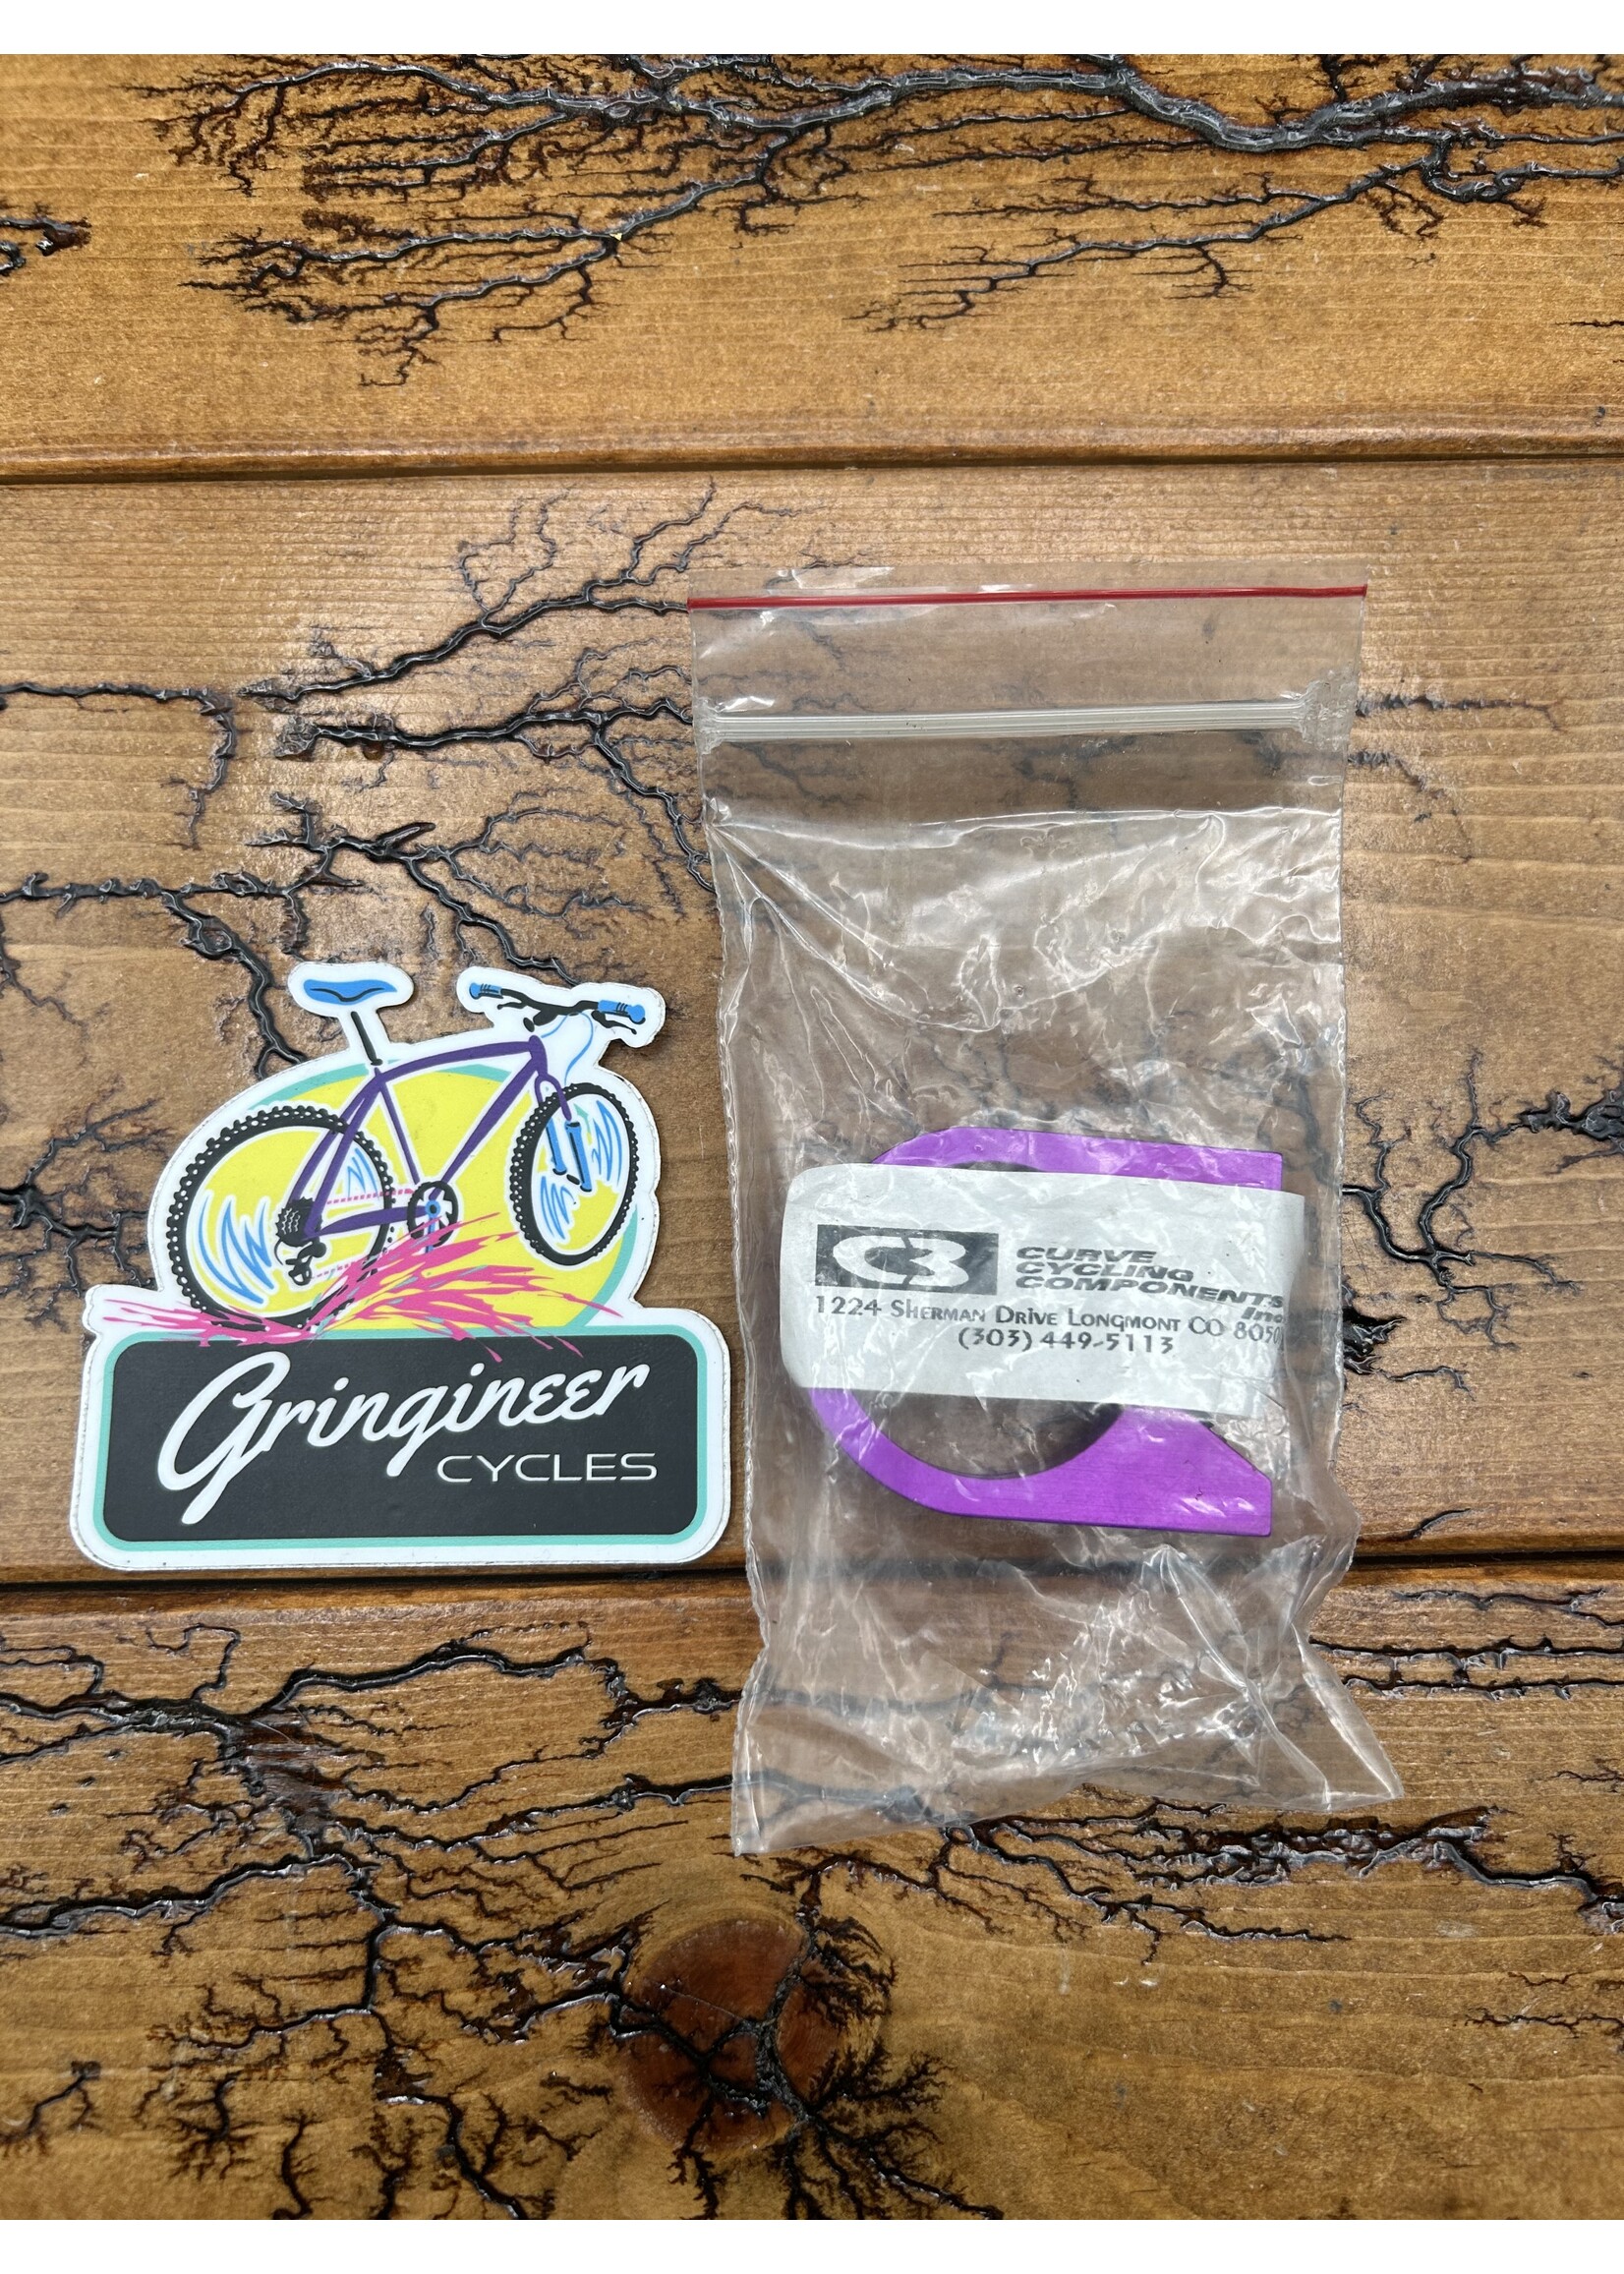 Gringineer
CYCLES
C3
CURVE
CYCLING
COMPONENTS
Inc.
1224 SHERMAN DRIVE LONGMONT CO
(303) 449-5113